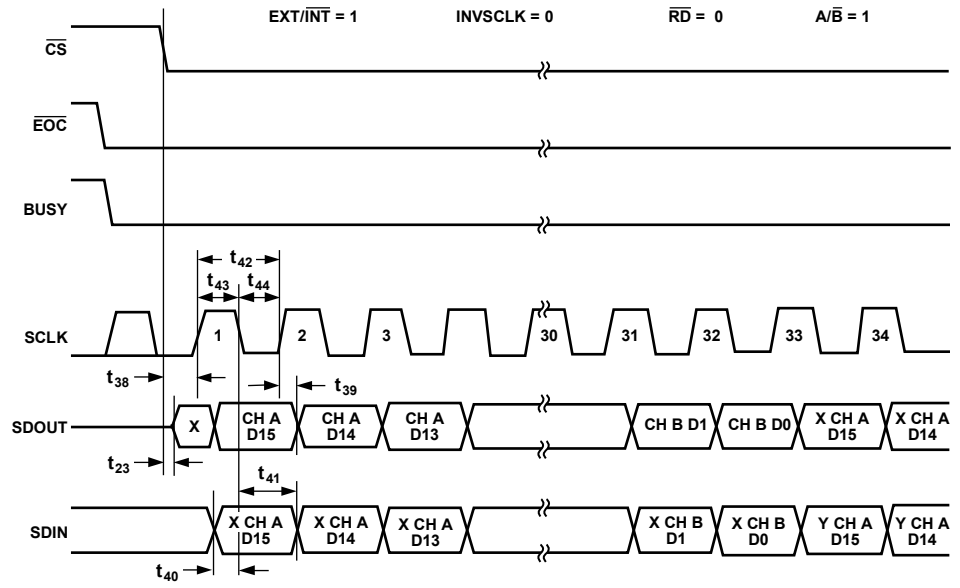 EXT/INT = 1 INVSCLK = 0 RD = 0 A/B = 1
CS
EOC
BUSY
t42
t43 t44
SCLK 1 2 3 30 31 32 33 34
t38 t39
SDOUT X CH A D15 CH A D14 CH A D13 CH B D1 CH B D0 X CH A D15 X CH A D14
t23 t41
SDIN X CH A D15 X CH A D14 X CH A D13 X CH B D1 X CH B D0 Y CH A D15 Y CH A D14
t40